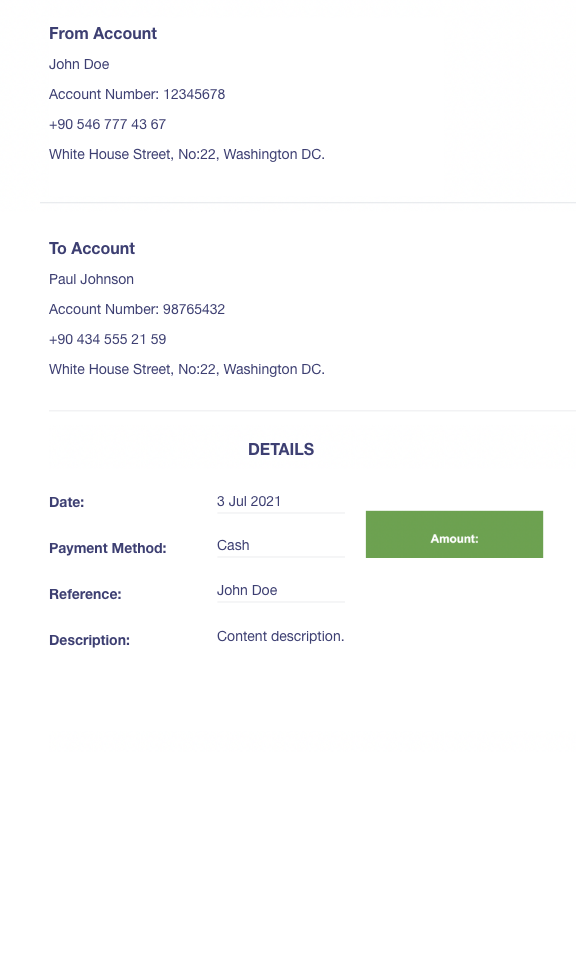 From Account
John Doe
Account Number: 12345678
+90 546 777 43 67
White House Street, No:22, Washington DC.
To Account
Paul Johnson
Account Number: 98765432
+90 434 555 21 59
White House Street, No:22, Washington DC.
DETAILS
Date: 3 Jul 2021
Amount:
Payment Method: Cash
Reference: John Doe
Description: Content description.